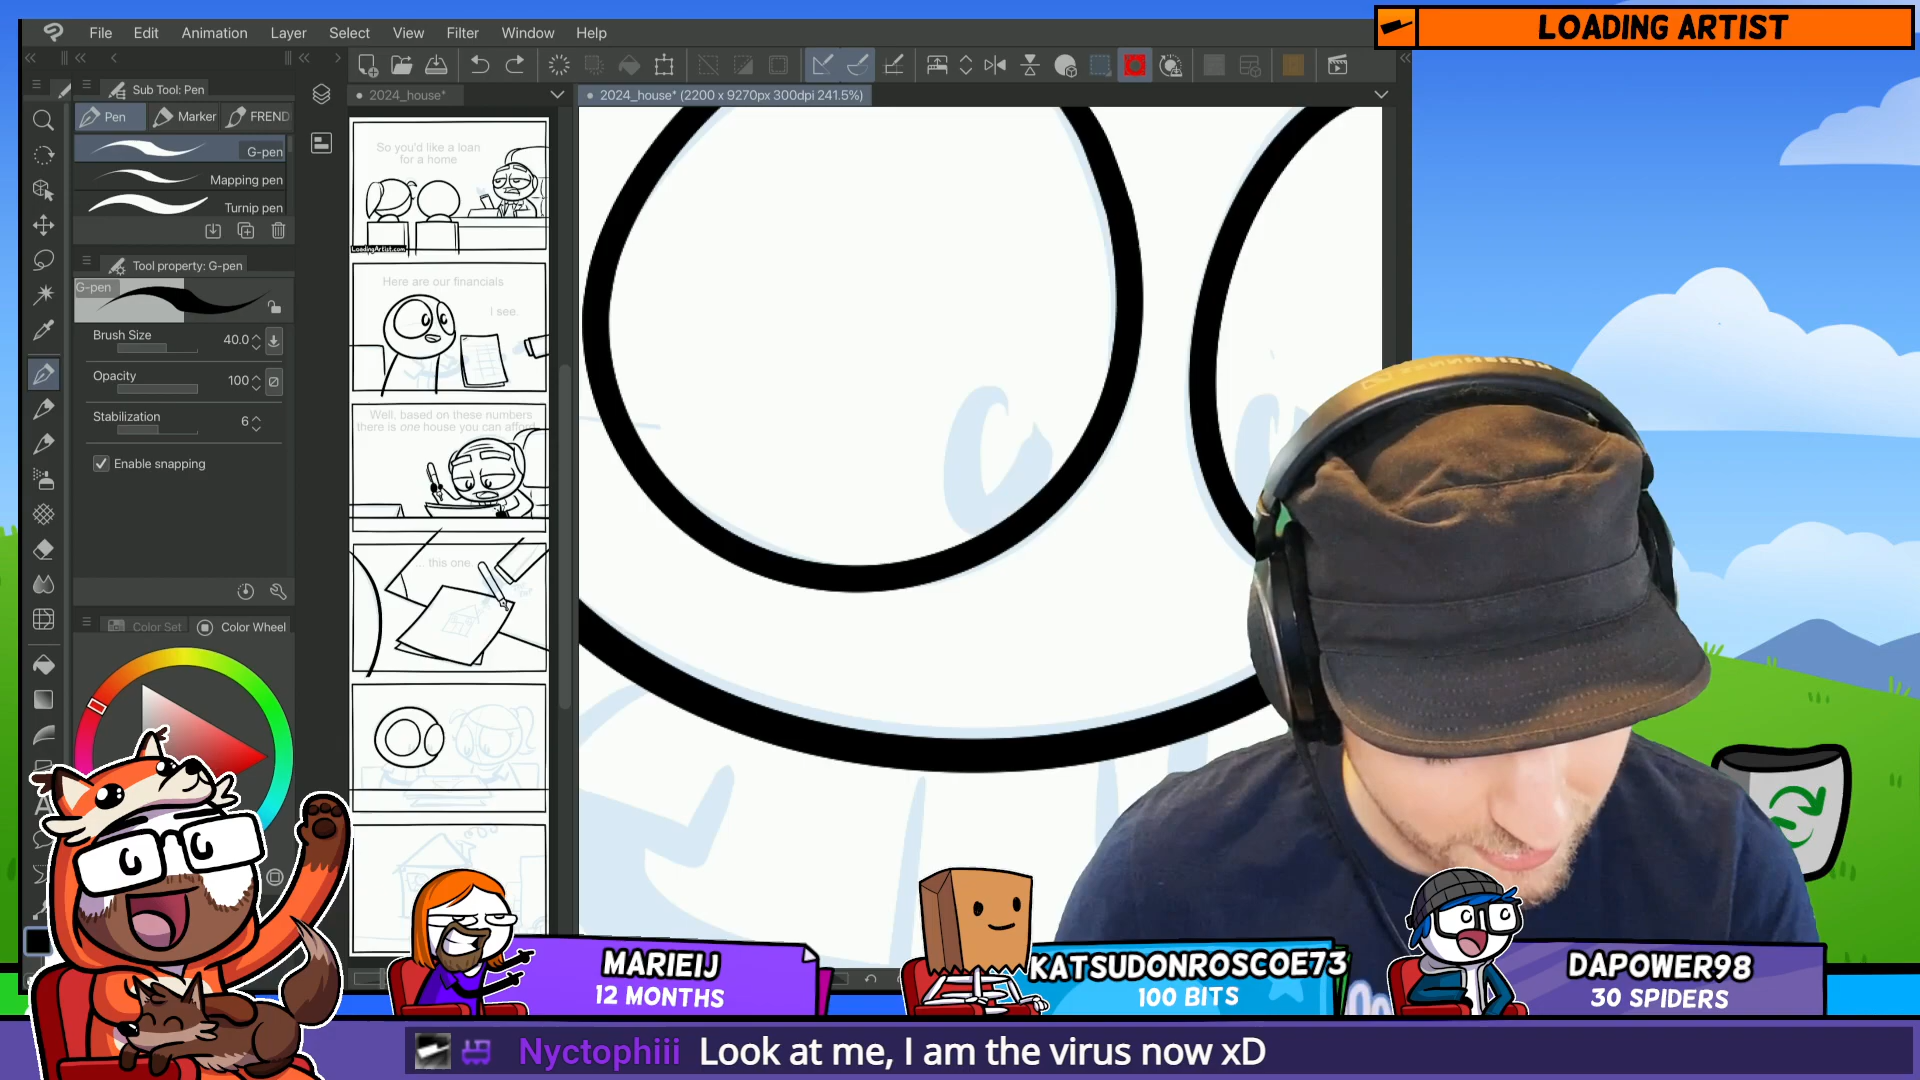 LOADING ARTIST
File Edit Animation Layer Select View Filter Window Help
Sub Tool: Pen
2024_house*
2024_house* (2200 x 9270px 300dpi 241.5%)
Pen Marker FREND
G-pen
Mapping pen
Turnip pen
Tool property: G-pen
G-pen
Brush Size 40.0
Opacity 100
Stabilization 6
Enable snapping
Color Set Color Wheel
So you'd like a loan
for a home
LoadingArtist.com
Here are our financials
I see.
Well, based on these numbers
there is one house you can afford
... this one.
MARIEIJ
12 MONTHS
KATSUDONROSCOE73
100 BITS
DAPOWER98
30 SPIDERS
Nyctophiii Look at me, I am the virus now xD